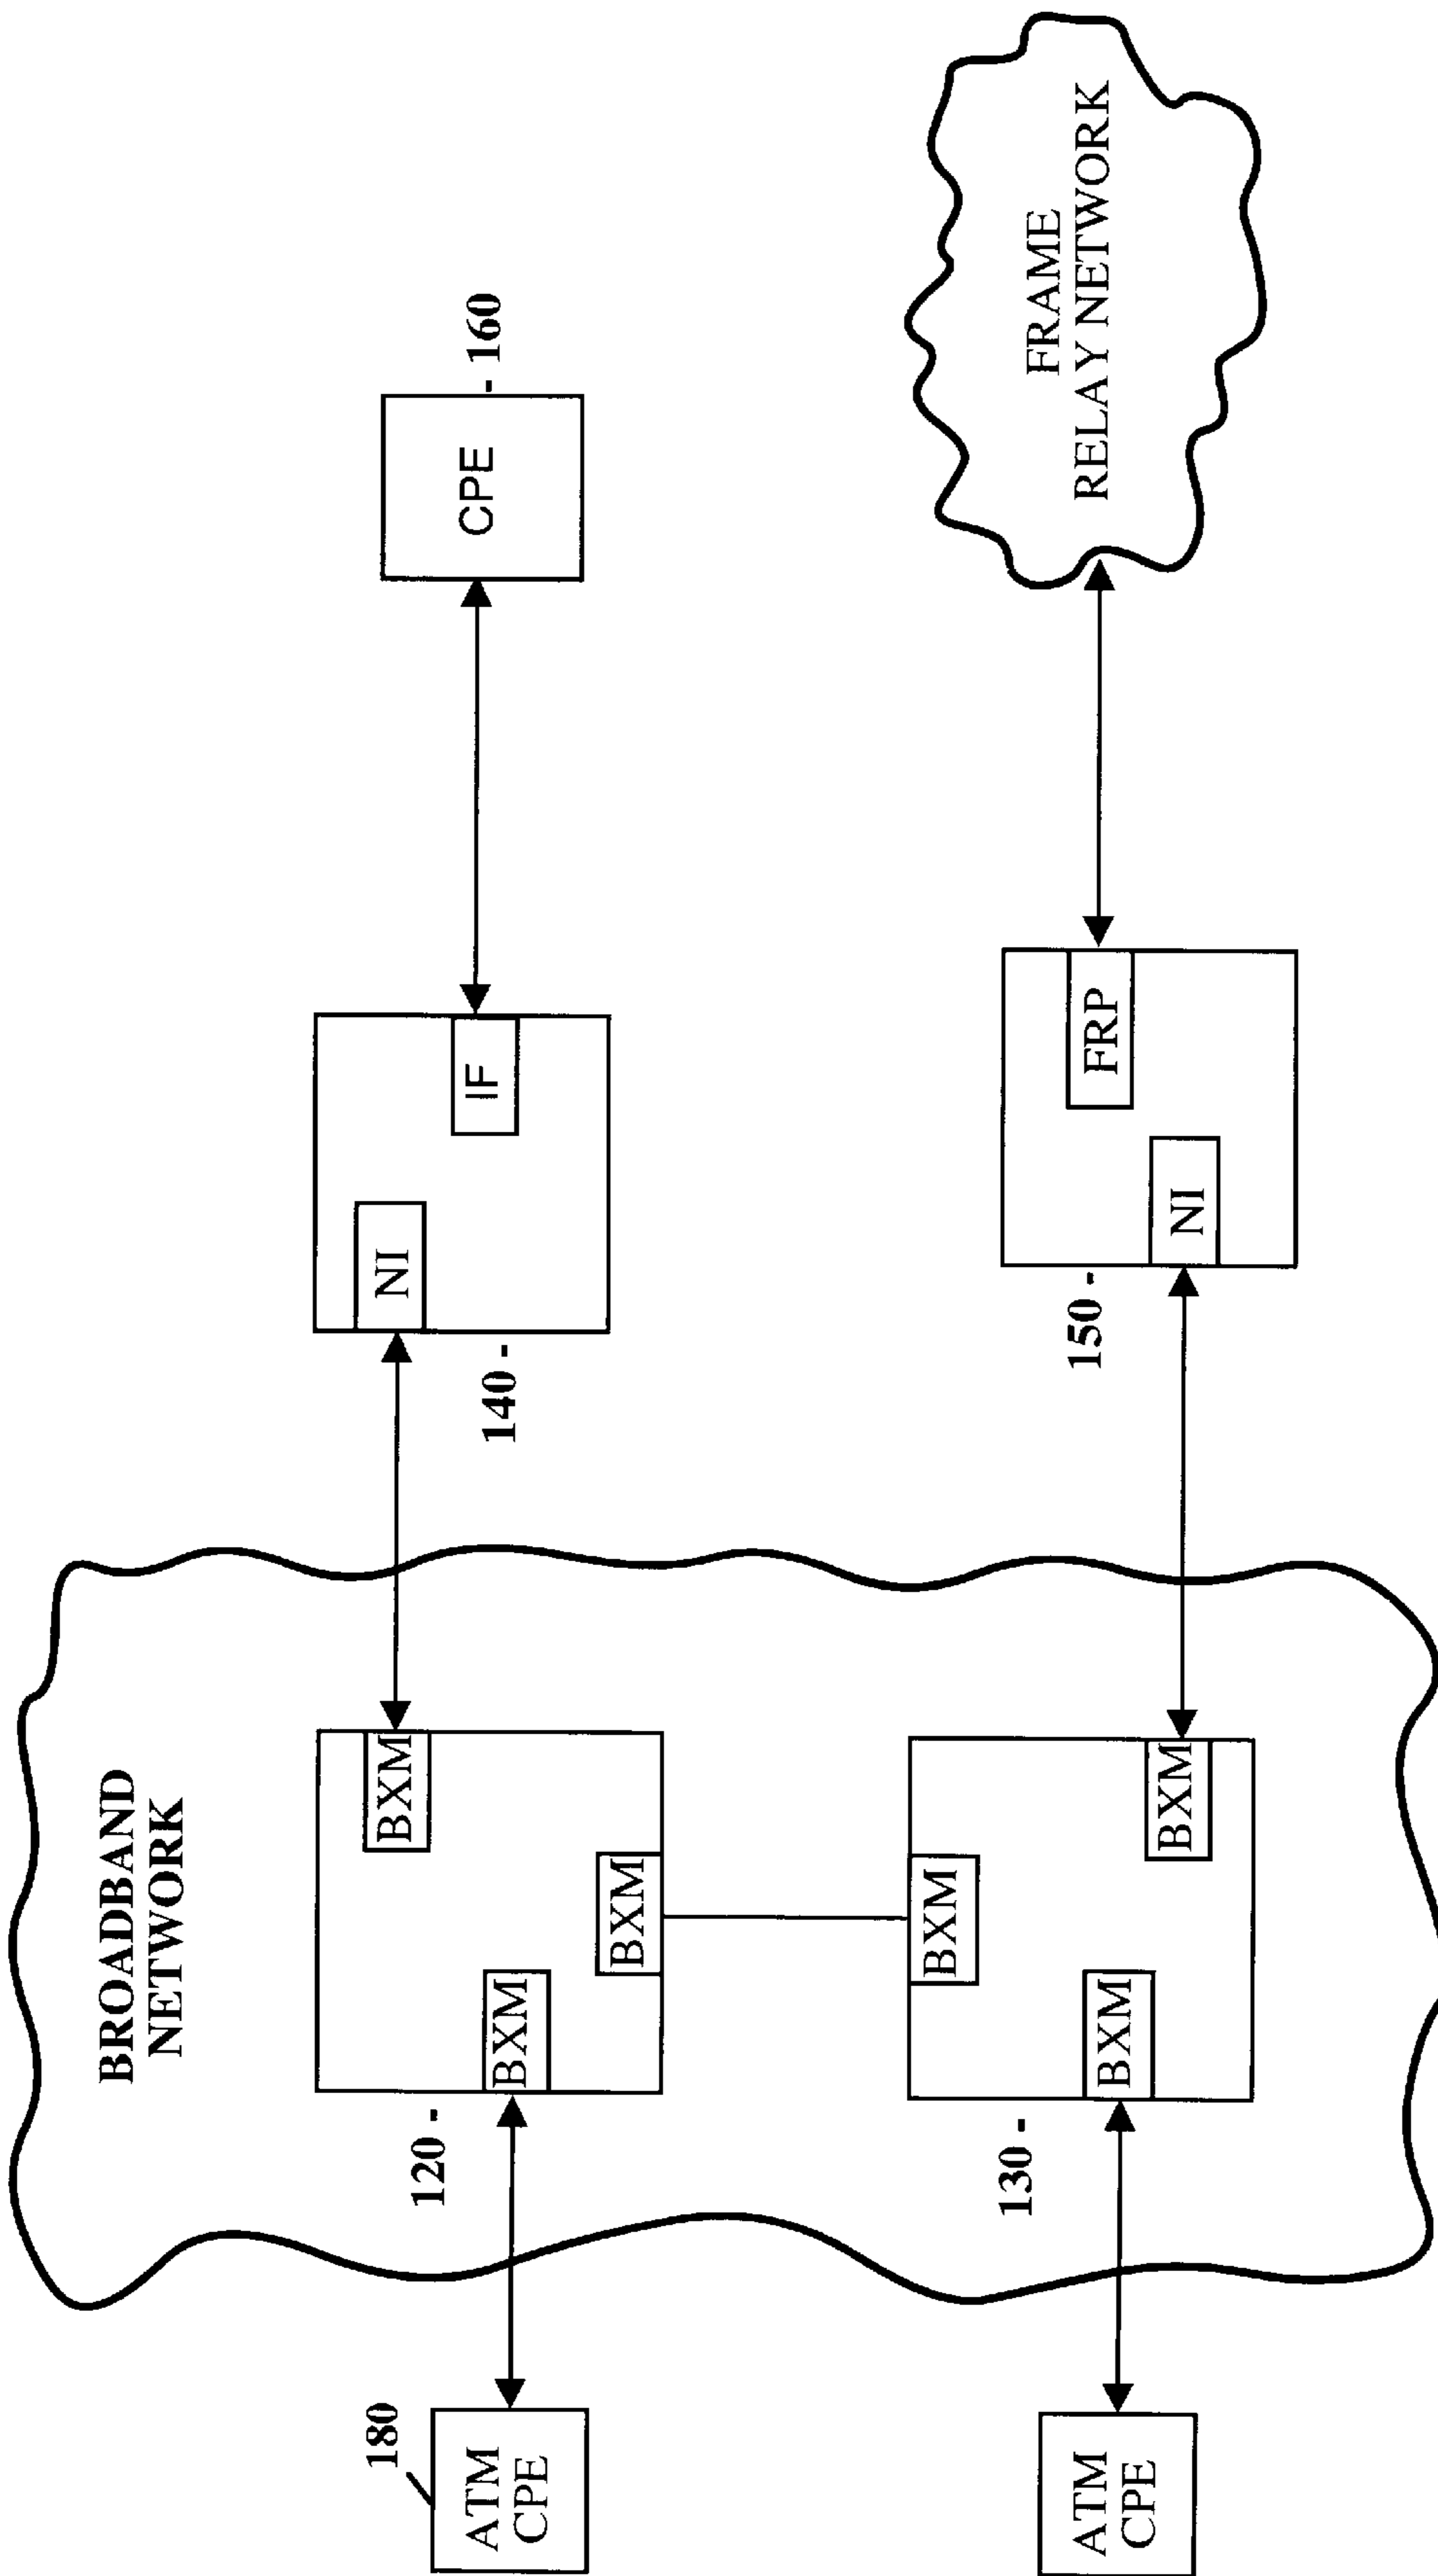 BROADBAND
NETWORK
180
ATM
CPE
120 -
BXM
BXM
BXM
NI
140 -
IF
CPE
- 160
ATM
CPE
130 -
BXM
BXM
BXM
NI
150 -
FRP
FRAME
RELAY NETWORK